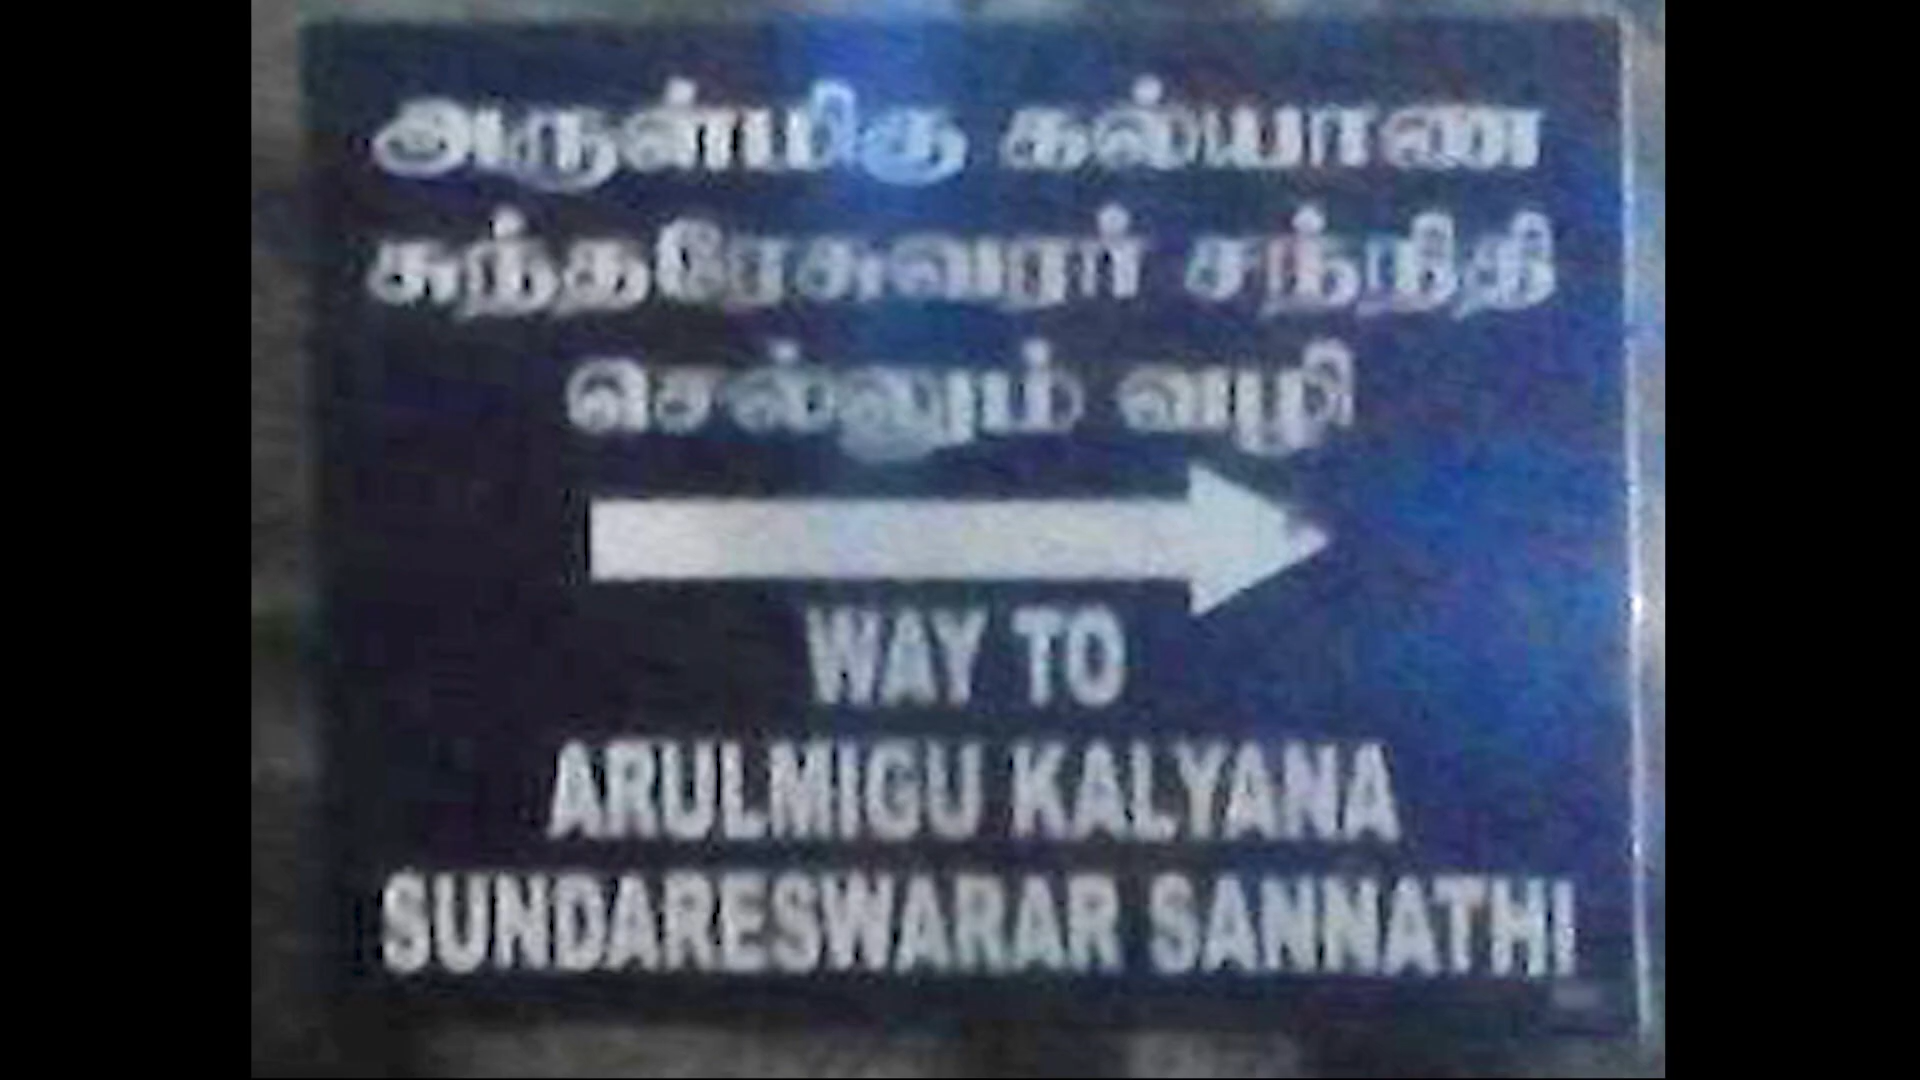 அருள்மிகு கல்யாண
சுந்தரேசுவரர் சந்நிதி
செல்லும் வழி
WAY TO
ARULMIGU KALYANA
SUNDARESWARAR SANNATHI